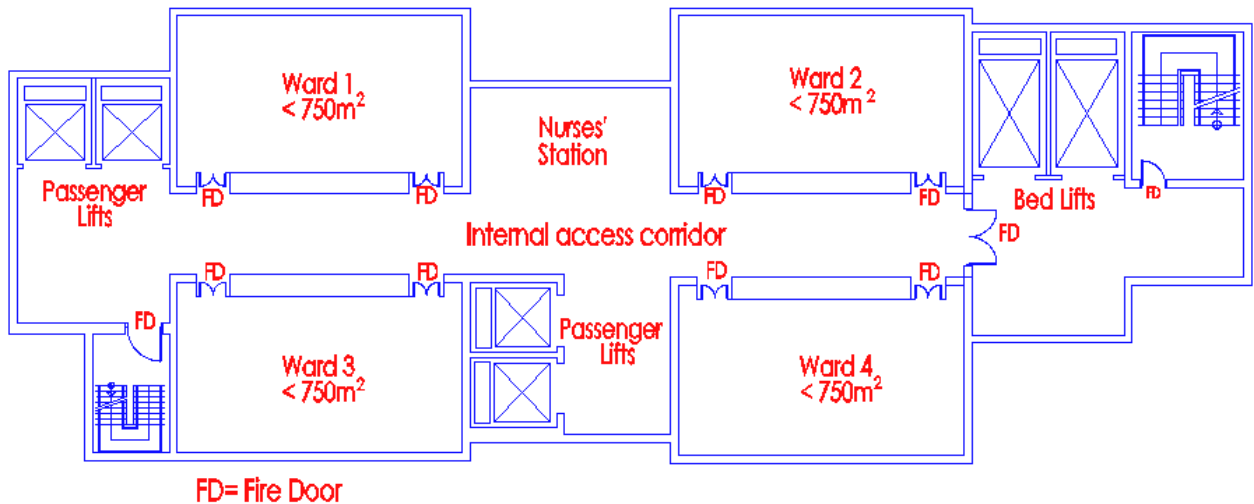 Ward 1
< 750m²
Ward 2
< 750m²
Nurses'
Station
Passenger
Lifts
FD
FD
FD
FD
Bed Lifts
FD
Internal access corridor
FD
FD
FD
FD
FD
FD
Passenger
Lifts
Ward 3
< 750m²
Ward 4
< 750m²
FD= Fire Door